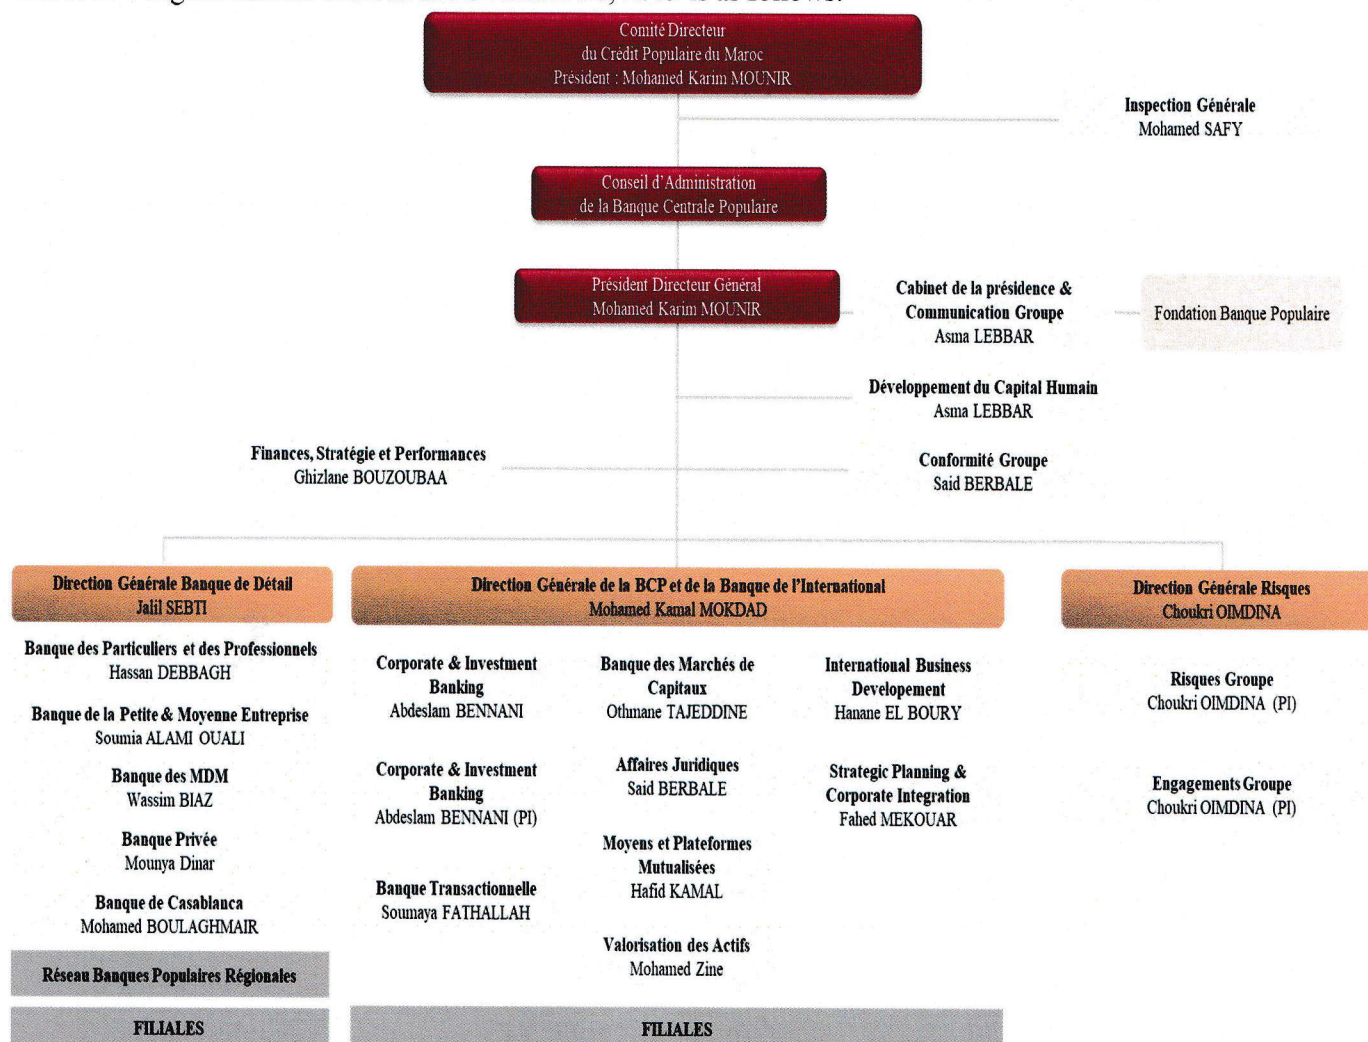 as follows.
Comité Directeur
du Crédit Populaire du Maroc
Président : Mohamed Karim MOUNIR
Inspection Générale
Mohamed SAFY
Conseil d'Administration
de la Banque Centrale Populaire
Président Directeur Général
Mohamed Karim MOUNIR
Cabinet de la présidence &
Communication Groupe
Asma LEBBAR
Fondation Banque Populaire
Développement du Capital Humain
Asma LEBBAR
Finances, Stratégie et Performances
Ghizlane BOUZOUBAA
Conformité Groupe
Said BERBALE
Direction Générale Banque de Détail
Jalil SEBTI
Banque des Particuliers et des Professionnels
Hassan DEBBAGH
Banque de la Petite & Moyenne Entreprise
Soumia ALAMI OUALI
Banque des MDM
Wassim BIAZ
Banque Privée
Mounya Dinar
Banque de Casablanca
Mohamed BOULAGHMAIR
Réseau Banques Populaires Régionales
FILIALES
Direction Générale de la BCP et de la Banque de l'International
Mohamed Kamal MOKDAD
Corporate & Investment
Banking
Abdeslam BENNANI
Corporate & Investment
Banking
Abdeslam BENNANI (PI)
Banque Transactionnelle
Soumaya FATHALLAH
Banque des Marchés de
Capitaux
Othmane TAJEDDINE
Affaires Juridiques
Said BERBALE
Moyens et Plateformes
Mutualisées
Hafid KAMAL
Valorisation des Actifs
Mohamed Zine
International Business
Developement
Hanane EL BOURY
Strategic Planning &
Corporate Integration
Fahed MEKOUAR
FILIALES
Direction Générale Risques
Choukri OIMDINA
Risques Groupe
Choukri OIMDINA (PI)
Engagements Groupe
Choukri OIMDINA (PI)